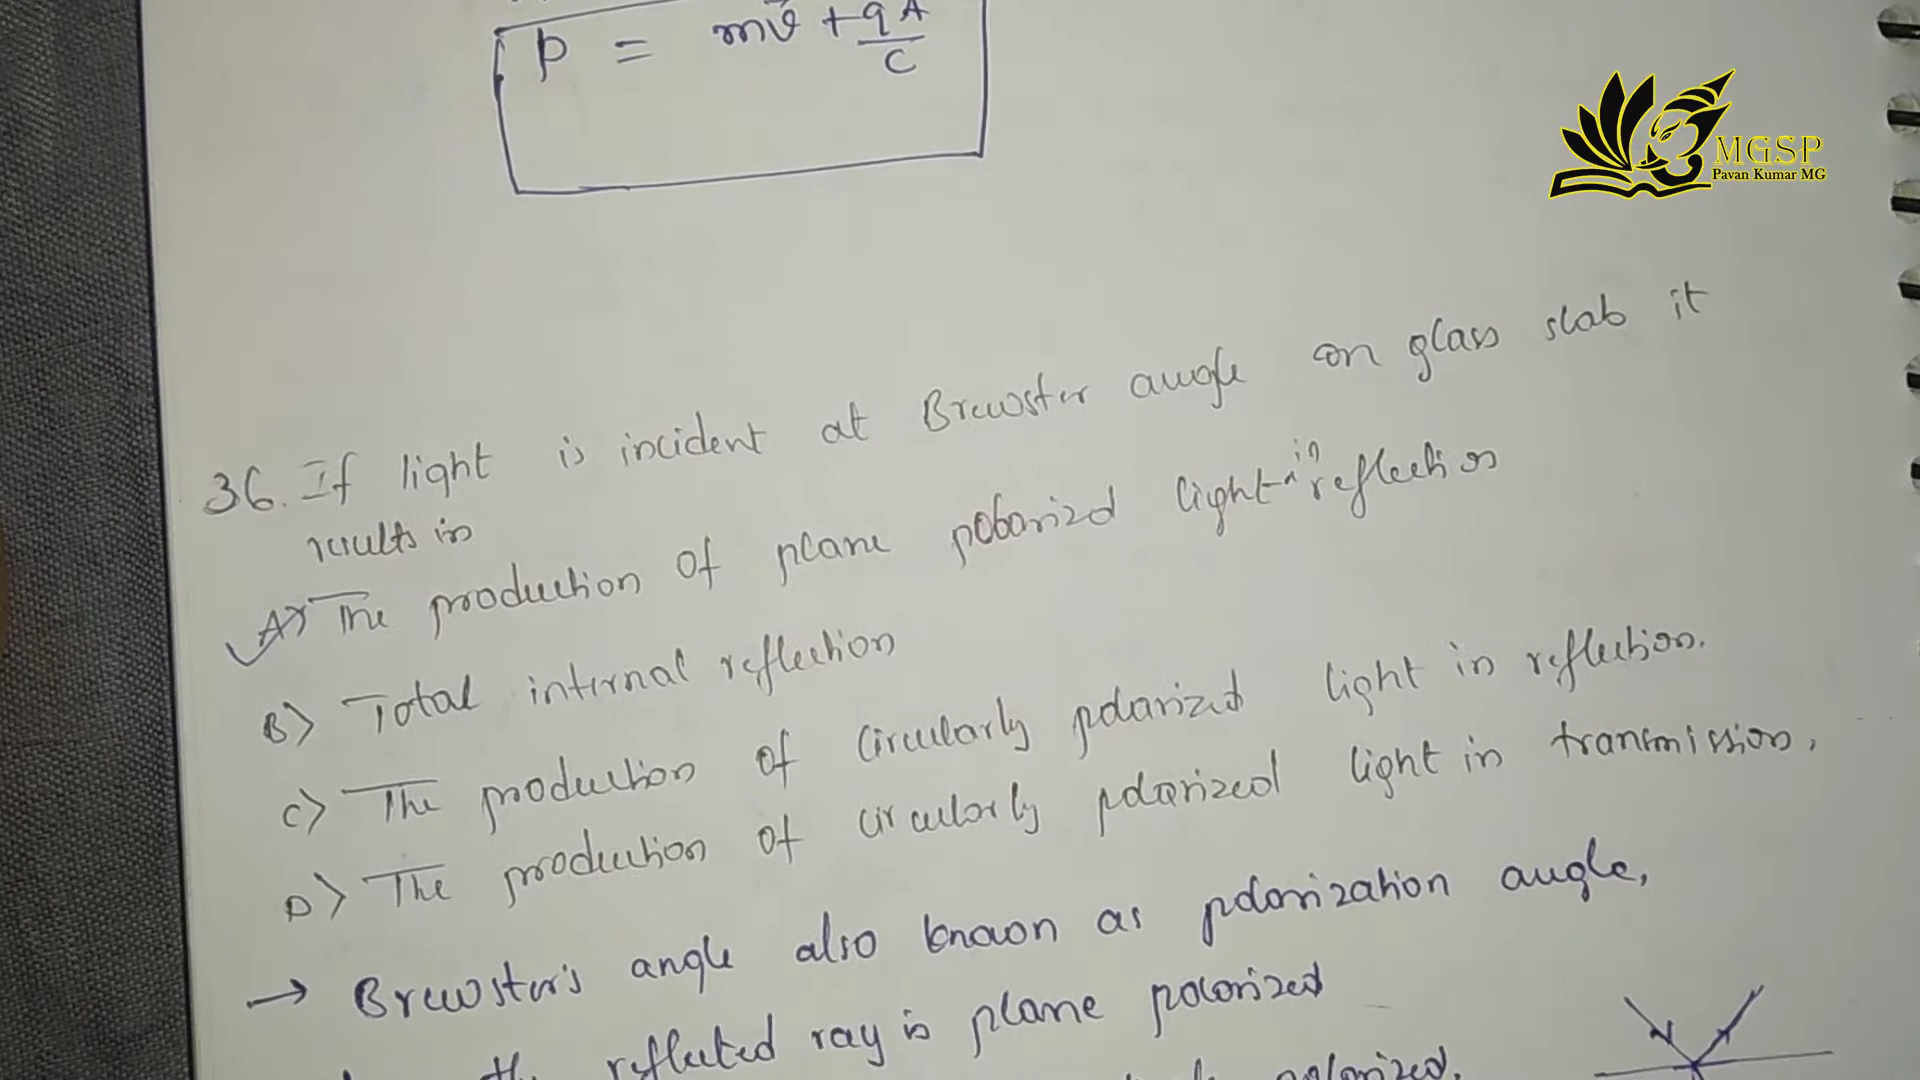 p = mv̄ + qA/c
MGSP
Pavan Kumar MG
36. If light is incident at Brewster angle on glass slab it
results in
A) The production of plane polarized light in reflection
B) Total internal reflection
C) The production of circularly polarized light in reflection.
D) The production of circularly polarized light in transmission.
→ Brewster's angle also known as polarization angle,
reflected ray is plane polarized
polarized.